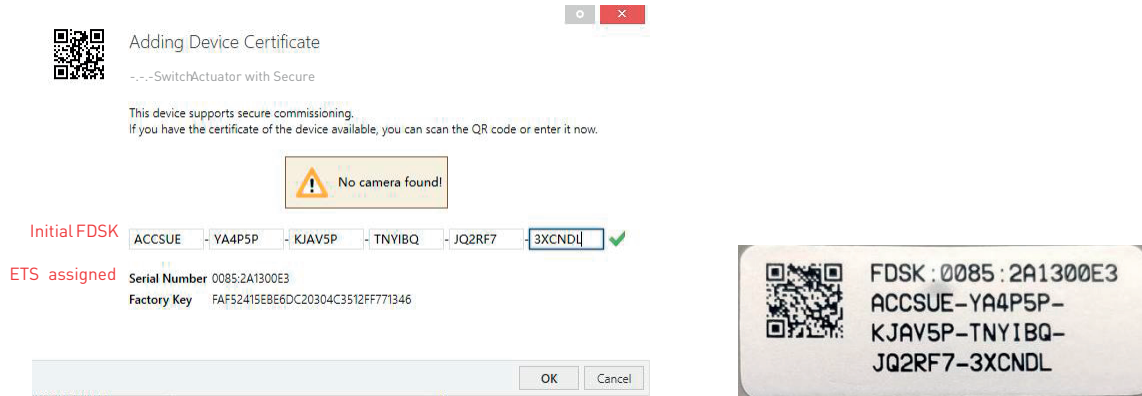 Adding Device Certificate
-.-.-SwitchActuator with Secure
This device supports secure commissioning.
If you have the certificate of the device available, you can scan the QR code or enter it now.
No camera found!
Initial FDSK
ACCSUE - YA4P5P - KJAV5P - TNYIBQ - JQ2RF7 - 3XCNDL
ETS assigned
Serial Number 0085:2A1300E3
Factory Key FAF52415EBE6DC20304C3512FF771346
OK Cancel
FDSK:0085:2A1300E3
ACCSUE-YA4P5P-
KJAV5P-TNYIBQ-
JQ2RF7-3XCNDL